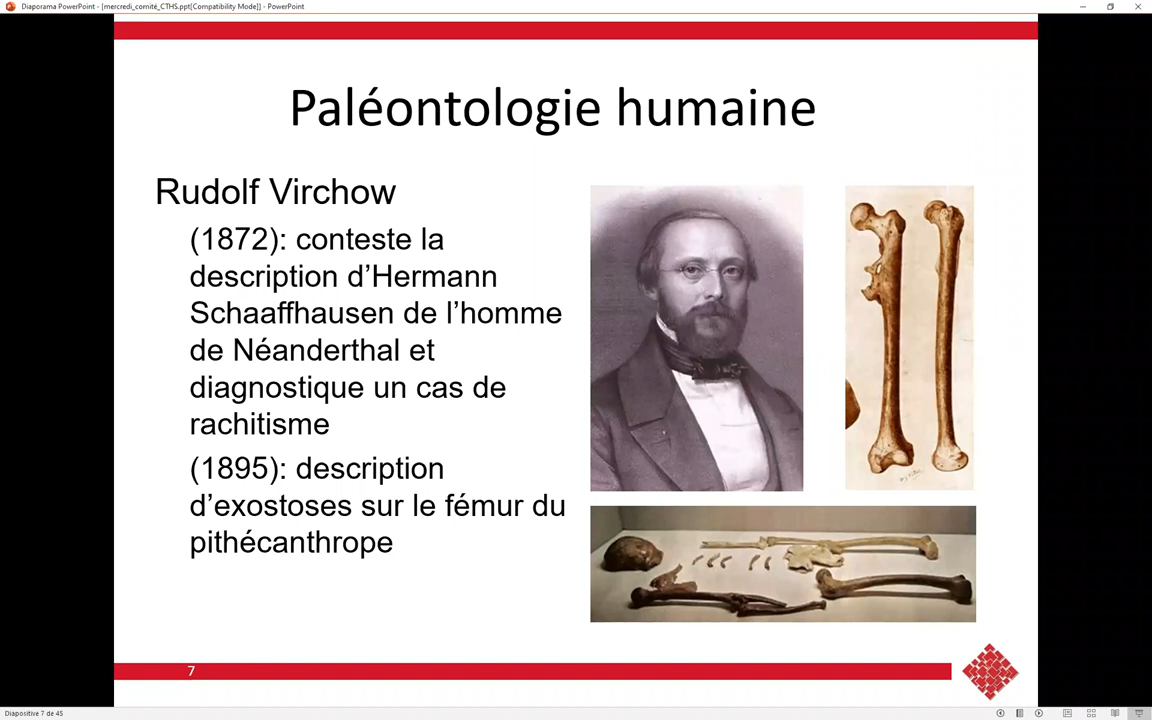 Diaporama PowerPoint - [mercredi_comité_CTHS.ppt[Compatibility Mode]] - PowerPoint
Paléontologie humaine
Rudolf Virchow
(1872): conteste la
description d’Hermann
Schaaffhausen de l’homme
de Néanderthal et
diagnostique un cas de
rachitisme
(1895): description
d’exostoses sur le fémur du
pithécanthrope
7
Diapositive 7 de 45